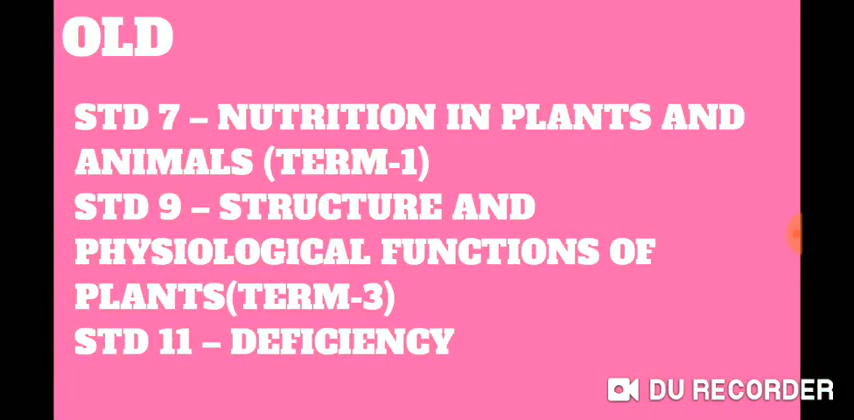 OLD
STD 7 – NUTRITION IN PLANTS AND
ANIMALS (TERM-1)
STD 9 – STRUCTURE AND
PHYSIOLOGICAL FUNCTIONS OF
PLANTS(TERM-3)
STD 11 – DEFICIENCY
DU RECORDER